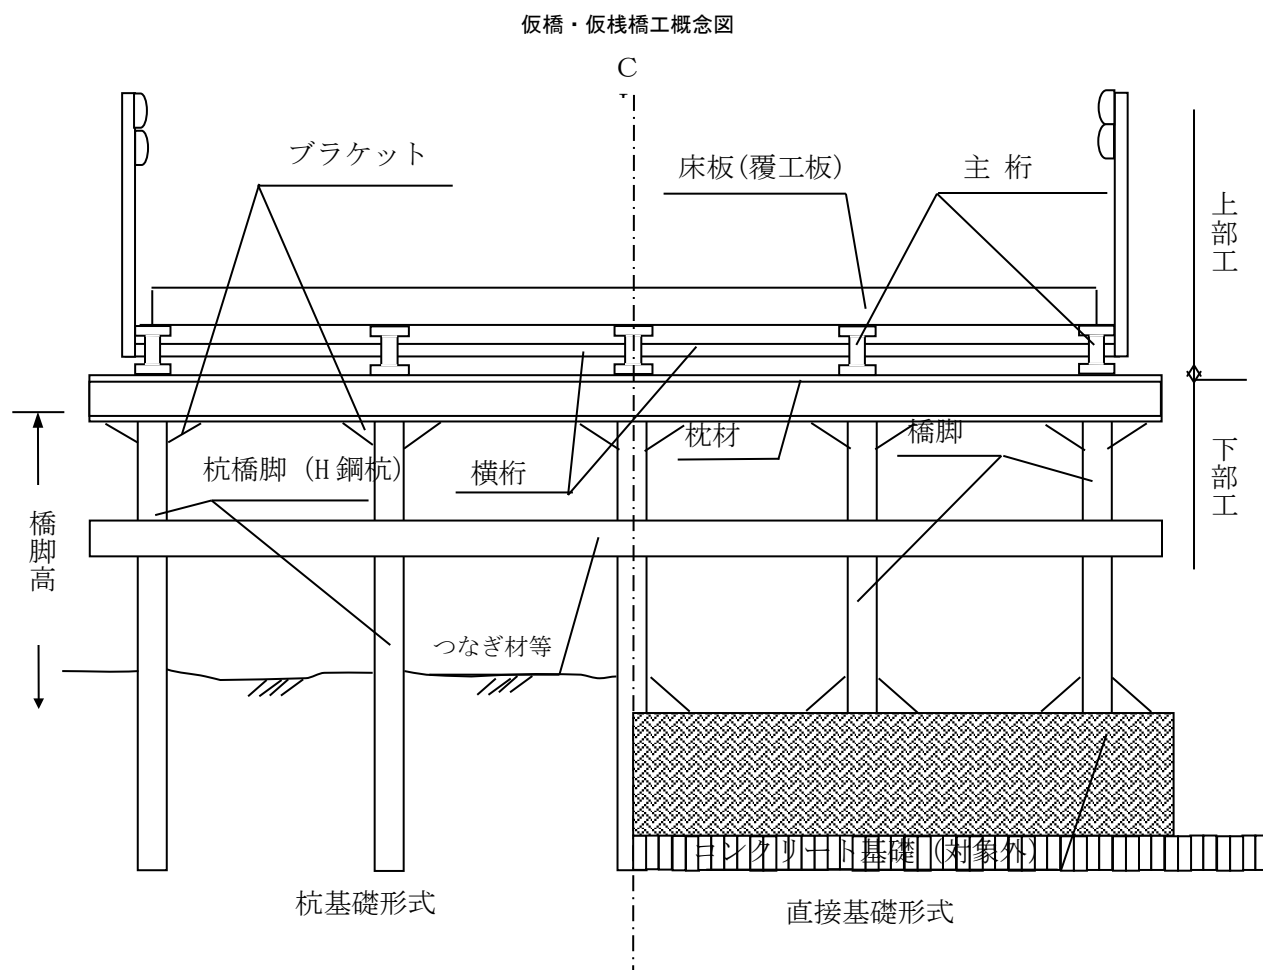 仮橋・仮桟橋工概念図
C
ブラケット
床板(覆工板)
主 桁
上部工
枕材
橋脚
杭橋脚（H鋼杭）
横桁
下部工
橋脚高
つなぎ材等
コンクリート基礎（対象外）
杭基礎形式
直接基礎形式